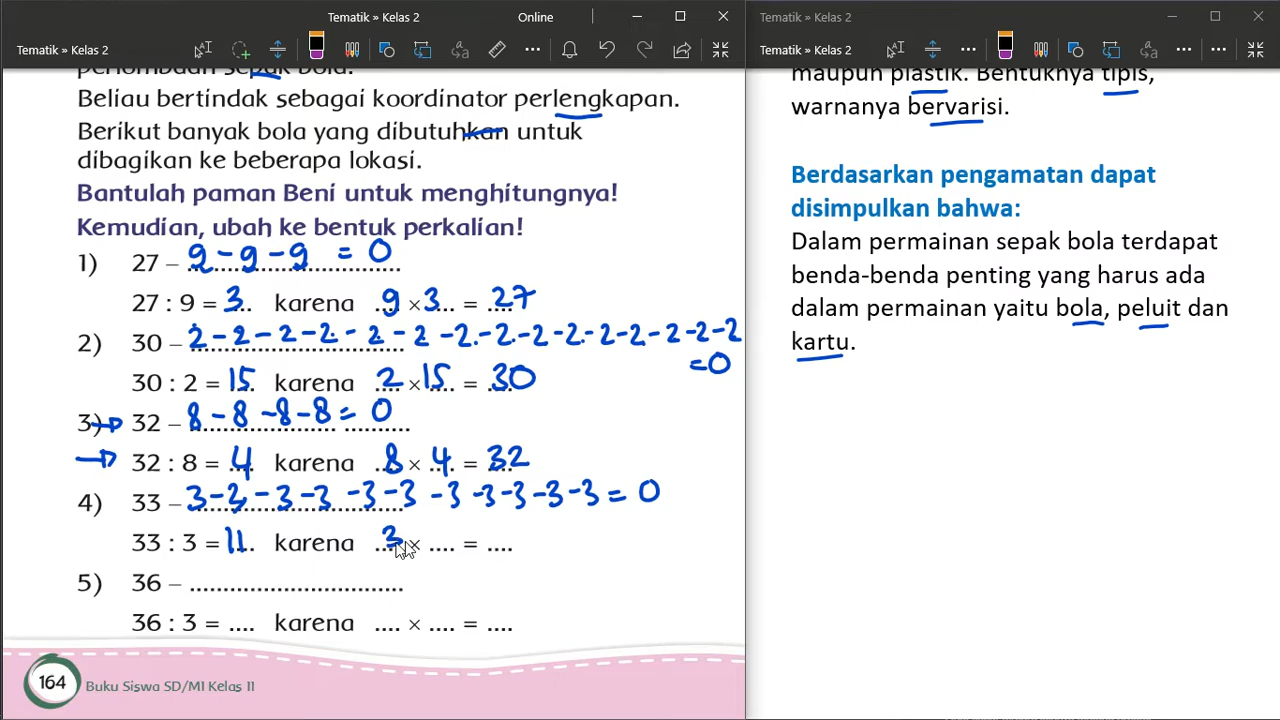 Tematik » Kelas 2
Online
Tematik » Kelas 2
Tematik » Kelas 2
Tematik » Kelas 2
perlombaan sepak bola.
Beliau bertindak sebagai koordinator perlengkapan.
Berikut banyak bola yang dibutuhkan untuk
dibagikan ke beberapa lokasi.
Bantulah paman Beni untuk menghitungnya!
Kemudian, ubah ke bentuk perkalian!
1) 27 – 9 - 9 - 9 = 0
27 : 9 = 3 karena 9 × 3 = 27
2) 30 – 2 - 2 - 2 - 2 - 2 - 2 - 2 - 2 - 2 - 2 - 2 - 2 - 2 - 2 - 2
= 0
30 : 2 = 15 karena 2 × 15 = 30
3) 32 – 8 - 8 - 8 - 8 = 0
32 : 8 = 4 karena 8 × 4 = 32
4) 33 – 3 - 3 - 3 - 3 - 3 - 3 - 3 - 3 - 3 - 3 - 3 = 0
33 : 3 = 11 karena 3 × .... = ....
5) 36 – ..................................
36 : 3 = .... karena .... × .... = ....
164 Buku Siswa SD/MI Kelas II
maupun plastik. Bentuknya tipis,
warnanya bervarisi.
Berdasarkan pengamatan dapat
disimpulkan bahwa:
Dalam permainan sepak bola terdapat
benda-benda penting yang harus ada
dalam permainan yaitu bola, peluit dan
kartu.